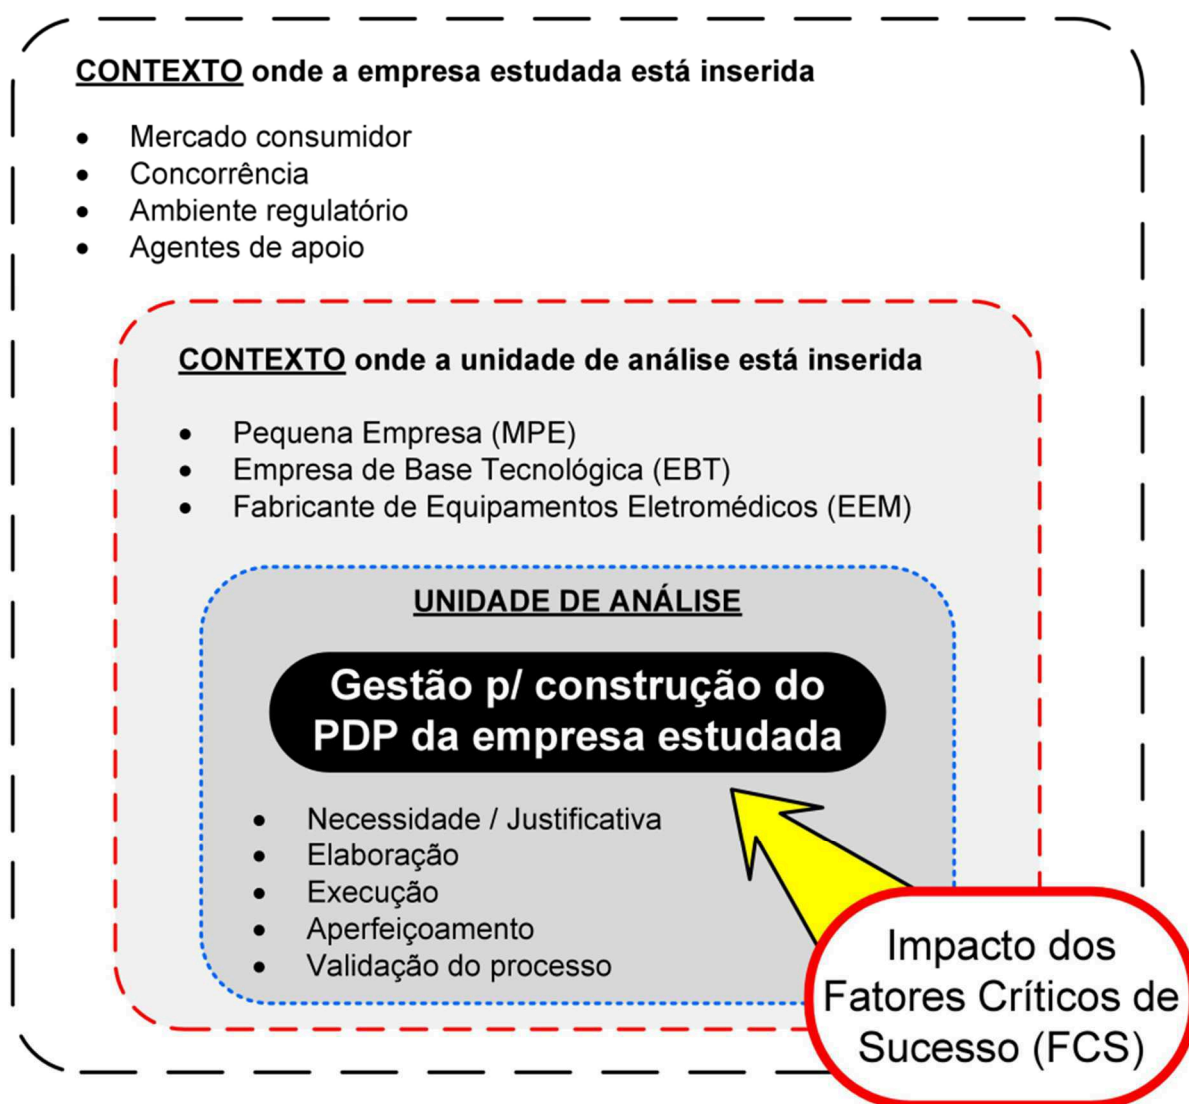 CONTEXTO onde a empresa estudada está inserida
• Mercado consumidor
• Concorrência
• Ambiente regulatório
• Agentes de apoio
CONTEXTO onde a unidade de análise está inserida
• Pequena Empresa (MPE)
• Empresa de Base Tecnológica (EBT)
• Fabricante de Equipamentos Eletromédicos (EEM)
UNIDADE DE ANÁLISE
Gestão p/ construção do
PDP da empresa estudada
• Necessidade / Justificativa
• Elaboração
• Execução
• Aperfeiçoamento
• Validação do processo
Impacto dos
Fatores Críticos de
Sucesso (FCS)